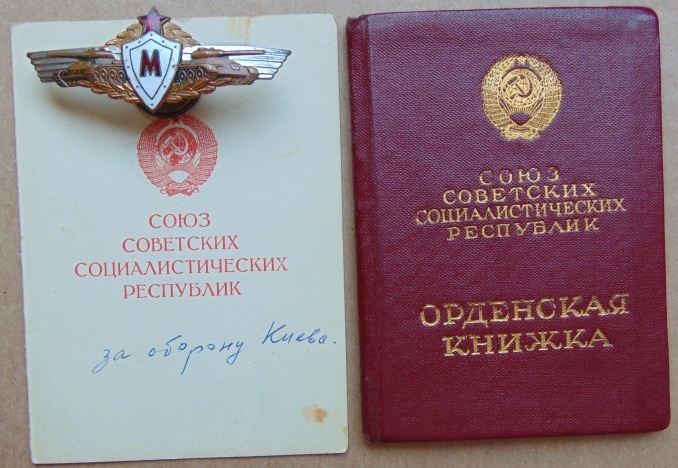 М
СОЮЗ
СОВЕТСКИХ
СОЦИАЛИСТИЧЕСКИХ
РЕСПУБЛИК
за оборону Киева.
СОЮЗ
СОВЕТСКИХ
СОЦИАЛИСТИЧЕСКИХ
РЕСПУБЛИК
ОРДЕНСКАЯ
КНИЖКА